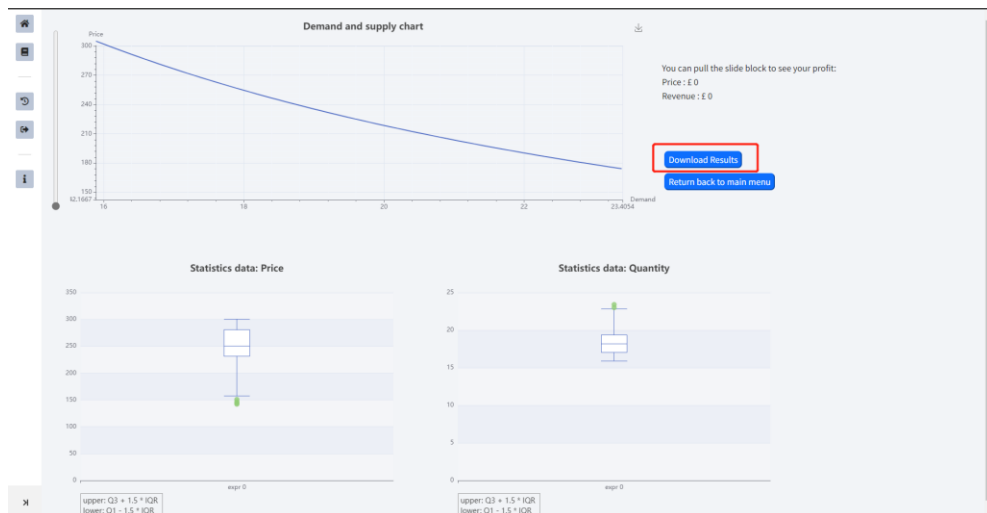 Demand and supply chart
Price
300
270
240
210
180
150
16
18
20
22
23.4054
Demand
You can pull the slide block to see your profit:
Price : £ 0
Revenue : £ 0
Download Results
Return back to main menu
Statistics data: Price
350
300
250
200
150
100
50
0
expr 0
upper: Q3 + 1.5 * IQR
lower: Q1 - 1.5 * IQR
Statistics data: Quantity
25
20
15
10
5
0
expr 0
upper: Q3 + 1.5 * IQR
lower: Q1 - 1.5 * IQR